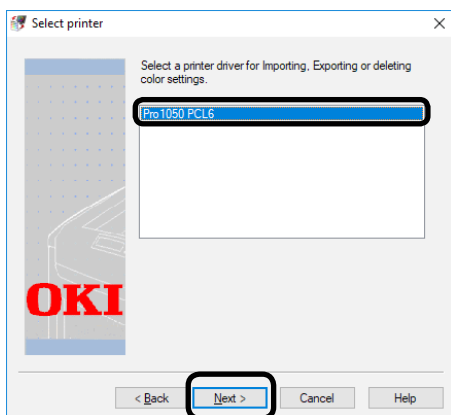 Select printer
Select a printer driver for Importing, Exporting or deleting
color settings.
Pro1050 PCL6
OKI
< Back
Next >
Cancel
Help